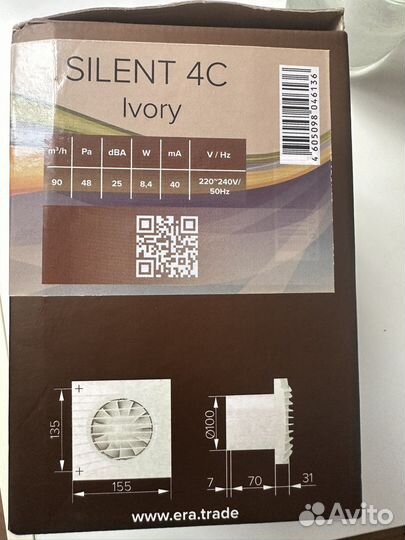 SILENT 4C
Ivory
m³/h Pa dBA W mA V / Hz
90 48 25 8,4 40 220~240V/
50Hz
4 605098 046136
135
155
Ø100
7 70 31
www.era.trade
Avito